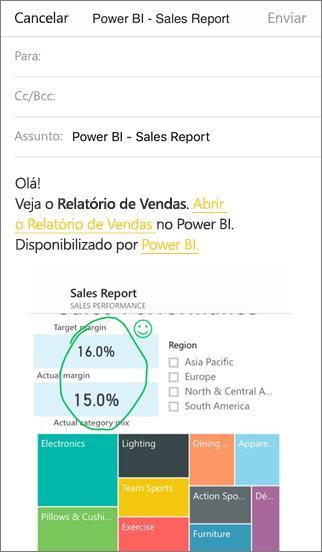 Cancelar Power BI - Sales Report Enviar
Para:
Cc/Bcc:
Assunto: Power BI - Sales Report
Olá!
Veja o Relatório de Vendas. Abrir
o Relatório de Vendas no Power BI.
Disponibilizado por Power BI.
Sales Report
SALES PERFORMANCE
Target margin
16.0%
Actual margin
15.0%
Actual category mix
Region
Asia Pacific
Europe
North & Central A...
South America
Electronics
Lighting
Dining ...
Appare...
Team Sports
Action Spo...
Dé...
Pillows & Cushi...
Exercise
Furniture